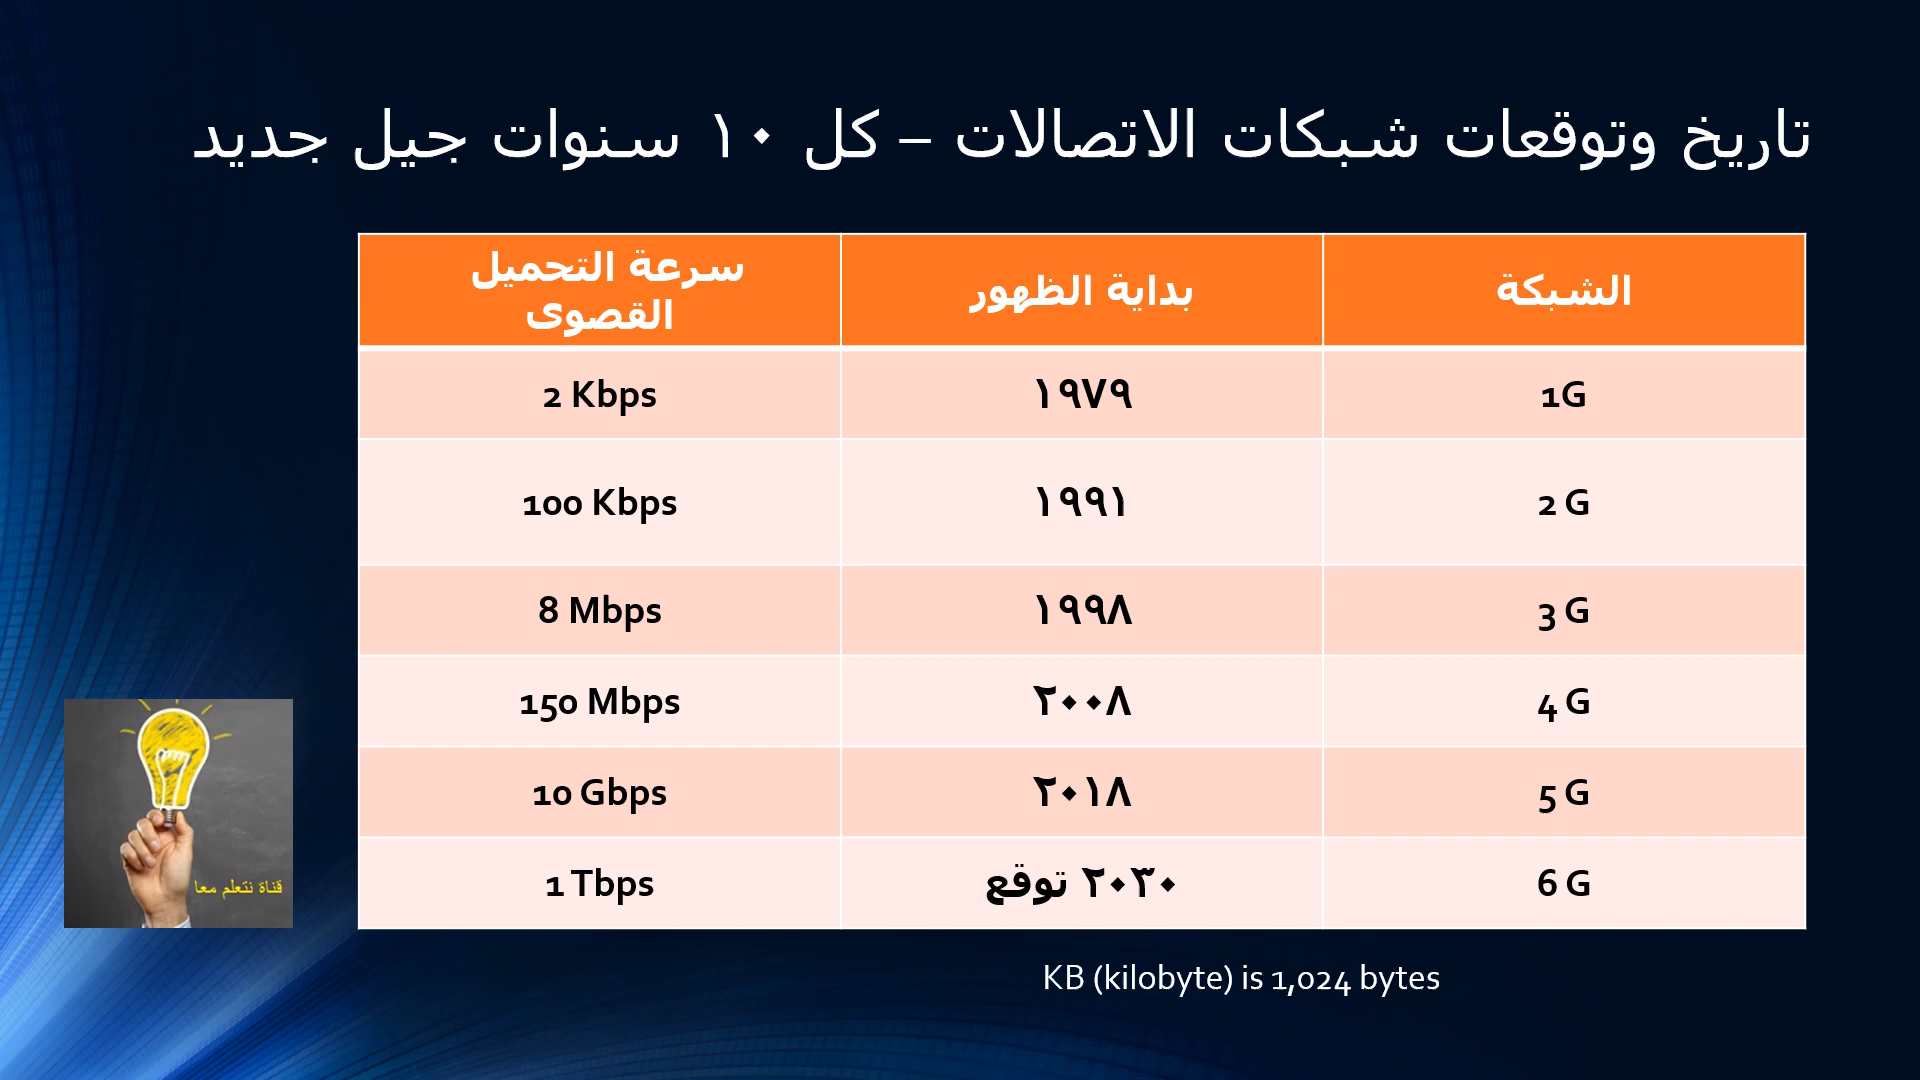 تاريخ وتوقعات شبكات الاتصالات – كل ١٠ سنوات جيل جديد
الشبكة بداية الظهور سرعة التحميل القصوى
1G ١٩٧٩ 2 Kbps
2 G ١٩٩١ 100 Kbps
3 G ١٩٩٨ 8 Mbps
4 G ٢٠٠٨ 150 Mbps
5 G ٢٠١٨ 10 Gbps
6 G ٢٠٣٠ توقع 1 Tbps
قناة نتعلم معا
KB (kilobyte) is 1,024 bytes